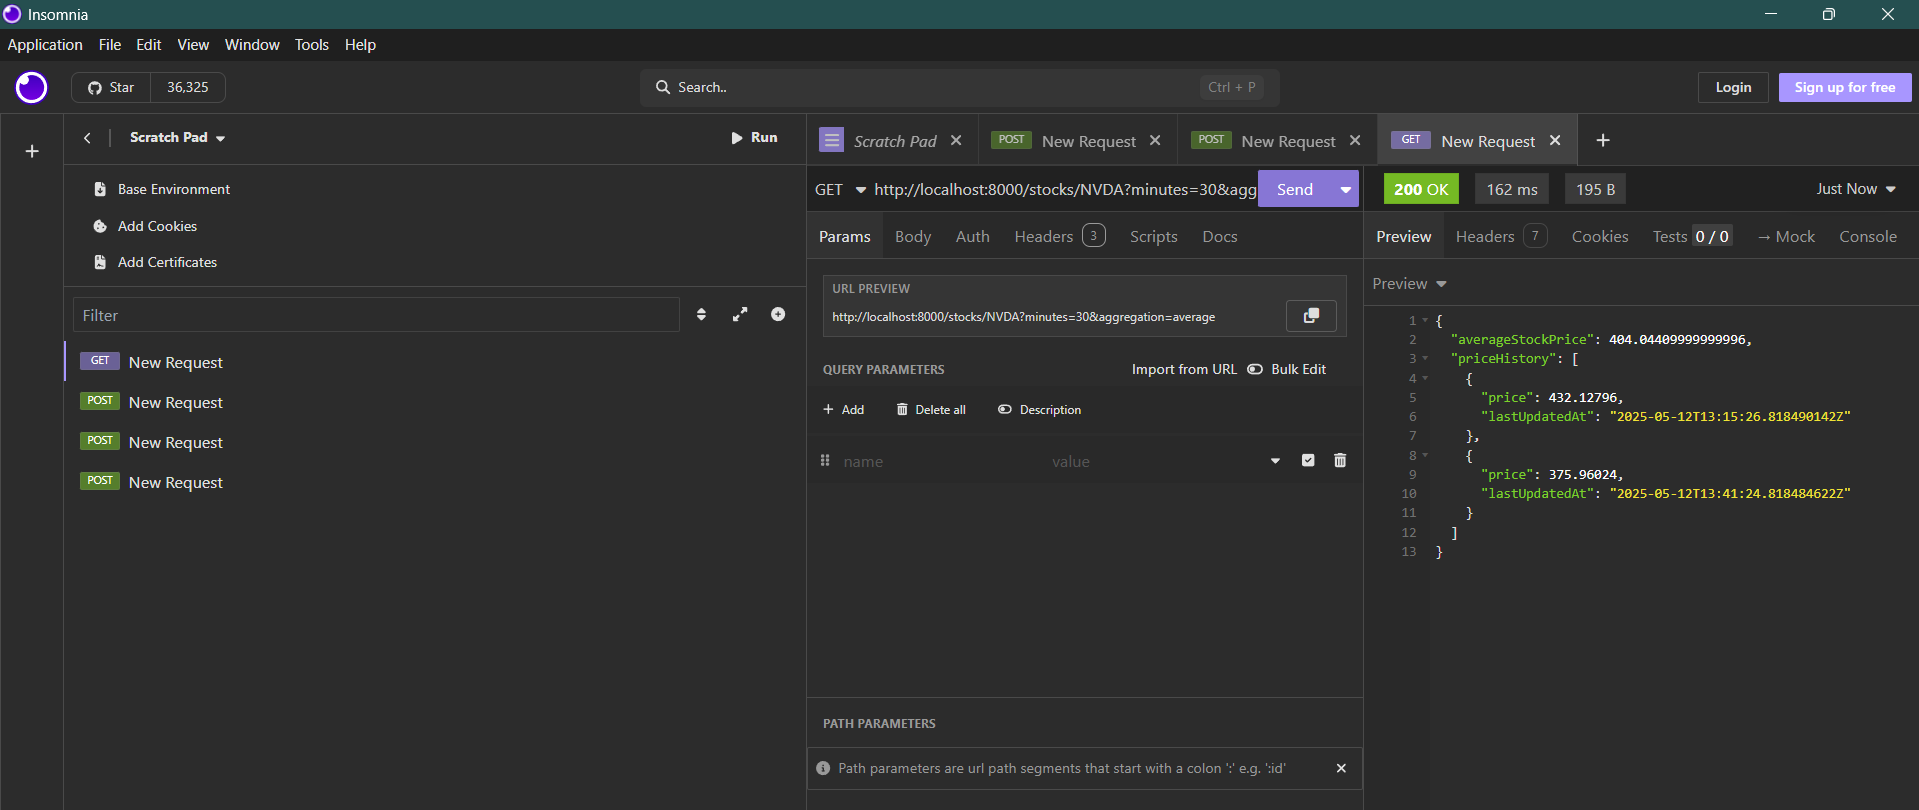 Insomnia
Application File Edit View Window Tools Help
Star 36,325
Search..
Ctrl + P
Login
Sign up for free
Scratch Pad
Run
Base Environment
Add Cookies
Add Certificates
Filter
GET New Request
POST New Request
POST New Request
POST New Request
Scratch Pad
POST New Request
POST New Request
GET New Request
GET http://localhost:8000/stocks/NVDA?minutes=30&agg
Send
Params Body Auth Headers 3 Scripts Docs
URL PREVIEW
http://localhost:8000/stocks/NVDA?minutes=30&aggregation=average
QUERY PARAMETERS
Import from URL Bulk Edit
Add Delete all Description
name value
PATH PARAMETERS
Path parameters are url path segments that start with a colon ':' e.g. ':id'
200 OK 162 ms 195 B
Just Now
Preview Headers 7 Cookies Tests 0 / 0 → Mock Console
Preview
1 {
2 "averageStockPrice": 404.04409999999996,
3 "priceHistory": [
4 {
5 "price": 432.12796,
6 "lastUpdatedAt": "2025-05-12T13:15:26.818490142Z"
7 },
8 {
9 "price": 375.96024,
10 "lastUpdatedAt": "2025-05-12T13:41:24.818484622Z"
11 }
12 ]
13 }